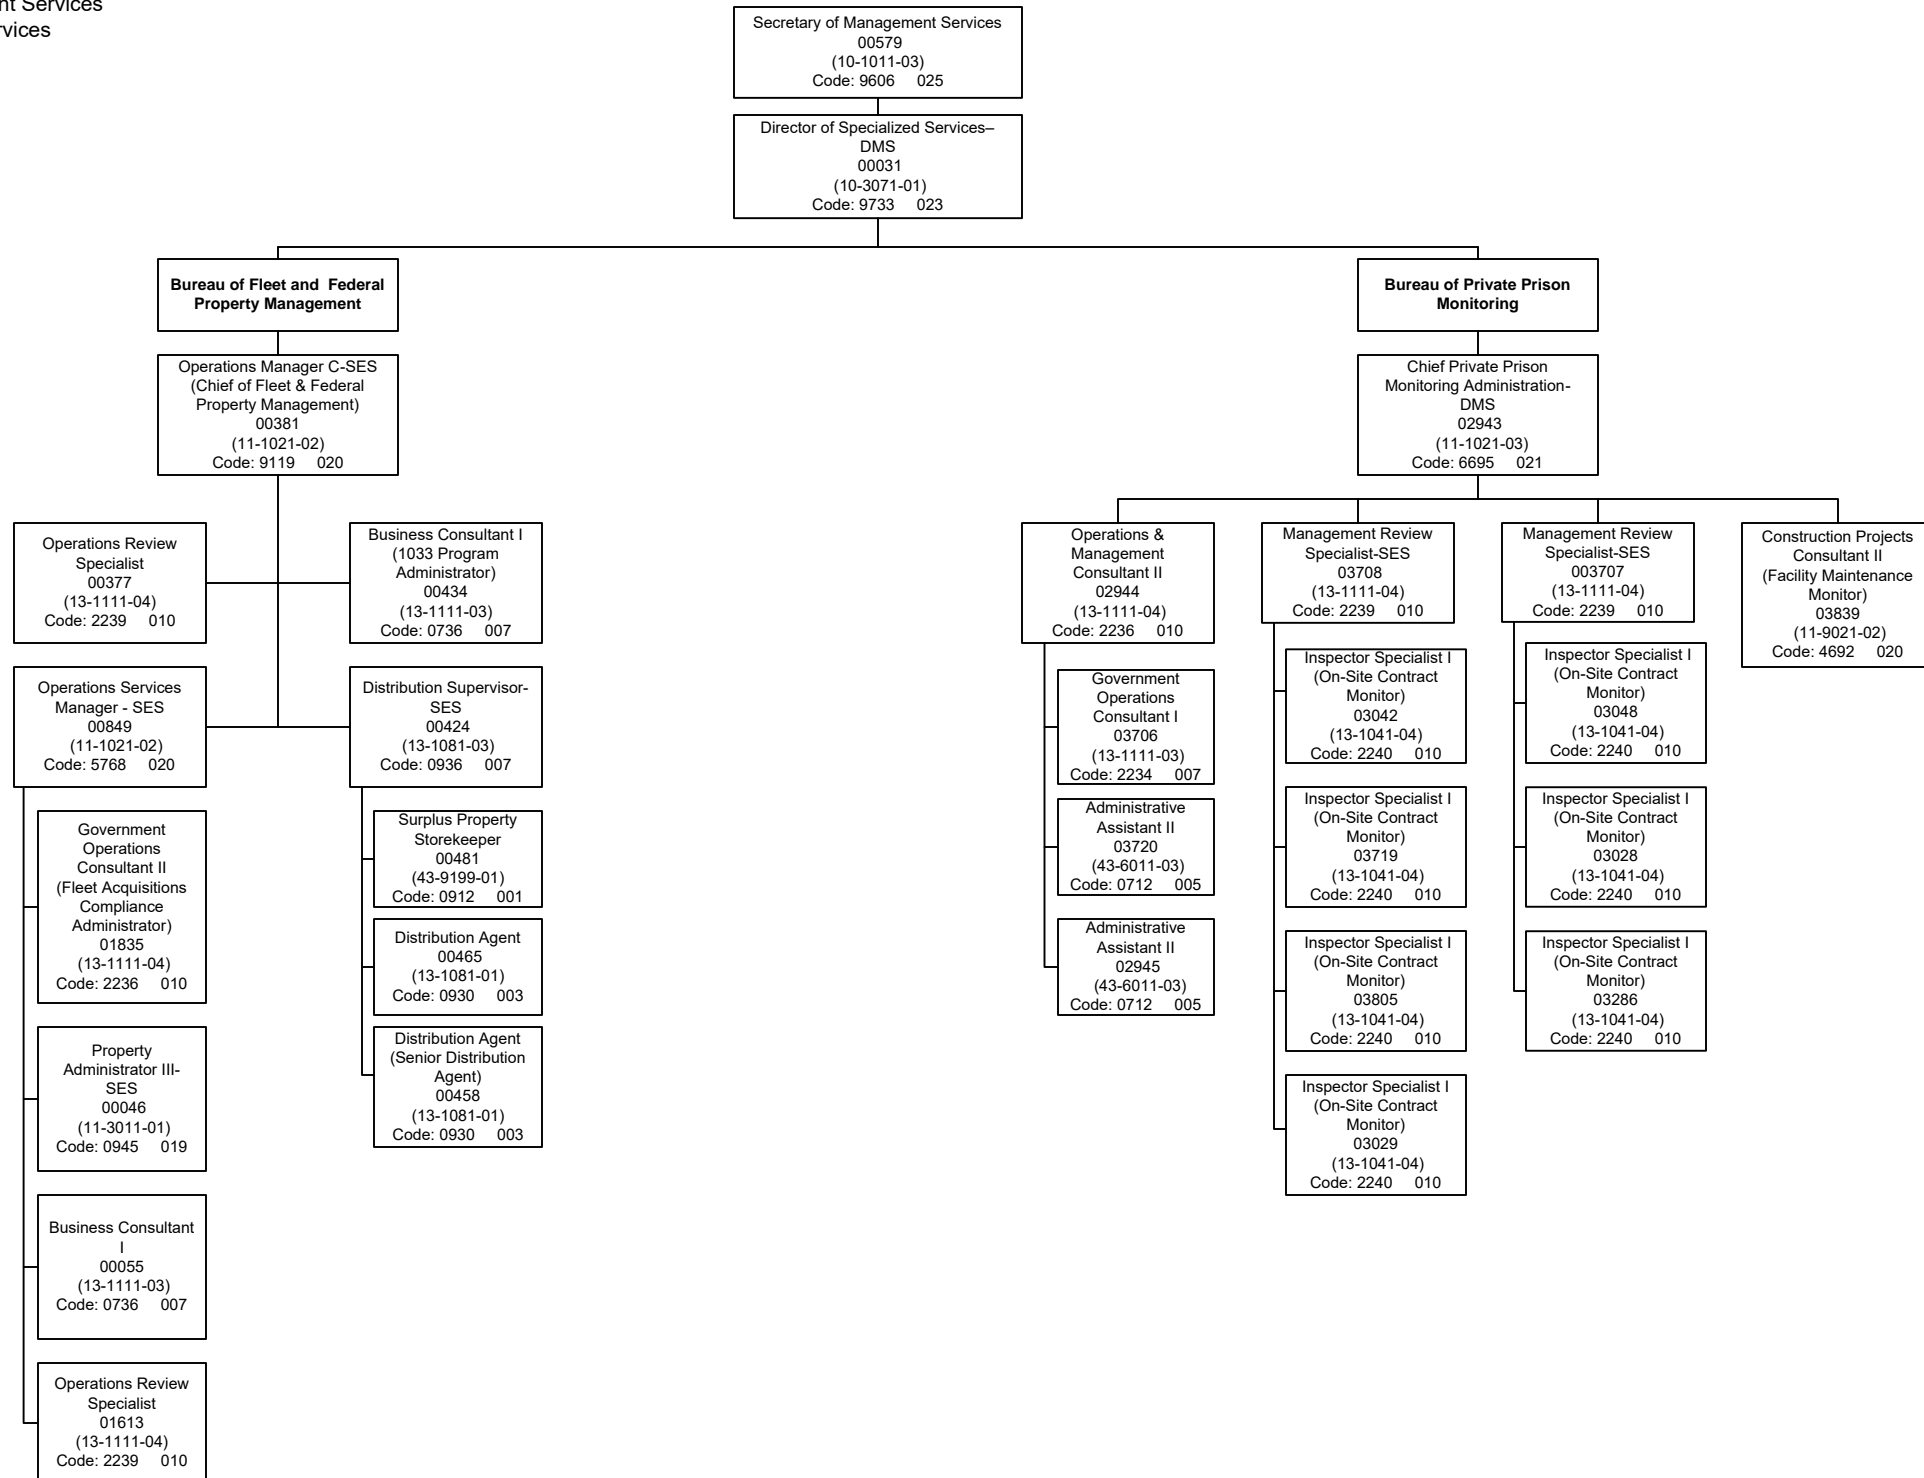 nt Services
rvices
Secretary of Management Services
00579
(10-1011-03)
Code: 9606 025
Director of Specialized Services–
DMS
00031
(10-3071-01)
Code: 9733 023
Bureau of Fleet and Federal
Property Management
Operations Manager C-SES
(Chief of Fleet & Federal
Property Management)
00381
(11-1021-02)
Code: 9119 020
Operations Review
Specialist
00377
(13-1111-04)
Code: 2239 010
Business Consultant I
(1033 Program
Administrator)
00434
(13-1111-03)
Code: 0736 007
Operations Services
Manager - SES
00849
(11-1021-02)
Code: 5768 020
Distribution Supervisor-
SES
00424
(13-1081-03)
Code: 0936 007
Government
Operations
Consultant II
(Fleet Acquisitions
Compliance
Administrator)
01835
(13-1111-04)
Code: 2236 010
Property
Administrator III-
SES
00046
(11-3011-01)
Code: 0945 019
Business Consultant
I
00055
(13-1111-03)
Code: 0736 007
Operations Review
Specialist
01613
(13-1111-04)
Code: 2239 010
Surplus Property
Storekeeper
00481
(43-9199-01)
Code: 0912 001
Distribution Agent
00465
(13-1081-01)
Code: 0930 003
Distribution Agent
(Senior Distribution
Agent)
00458
(13-1081-01)
Code: 0930 003
Bureau of Private Prison
Monitoring
Chief Private Prison
Monitoring Administration-
DMS
02943
(11-1021-03)
Code: 6695 021
Operations &
Management
Consultant II
02944
(13-1111-04)
Code: 2236 010
Government
Operations
Consultant I
03706
(13-1111-03)
Code: 2234 007
Administrative
Assistant II
03720
(43-6011-03)
Code: 0712 005
Administrative
Assistant II
02945
(43-6011-03)
Code: 0712 005
Management Review
Specialist-SES
03708
(13-1111-04)
Code: 2239 010
Inspector Specialist I
(On-Site Contract
Monitor)
03042
(13-1041-04)
Code: 2240 010
Inspector Specialist I
(On-Site Contract
Monitor)
03719
(13-1041-04)
Code: 2240 010
Inspector Specialist I
(On-Site Contract
Monitor)
03805
(13-1041-04)
Code: 2240 010
Inspector Specialist I
(On-Site Contract
Monitor)
03029
(13-1041-04)
Code: 2240 010
Management Review
Specialist-SES
003707
(13-1111-04)
Code: 2239 010
Inspector Specialist I
(On-Site Contract
Monitor)
03048
(13-1041-04)
Code: 2240 010
Inspector Specialist I
(On-Site Contract
Monitor)
03028
(13-1041-04)
Code: 2240 010
Inspector Specialist I
(On-Site Contract
Monitor)
03286
(13-1041-04)
Code: 2240 010
Construction Projects
Consultant II
(Facility Maintenance
Monitor)
03839
(11-9021-02)
Code: 4692 020